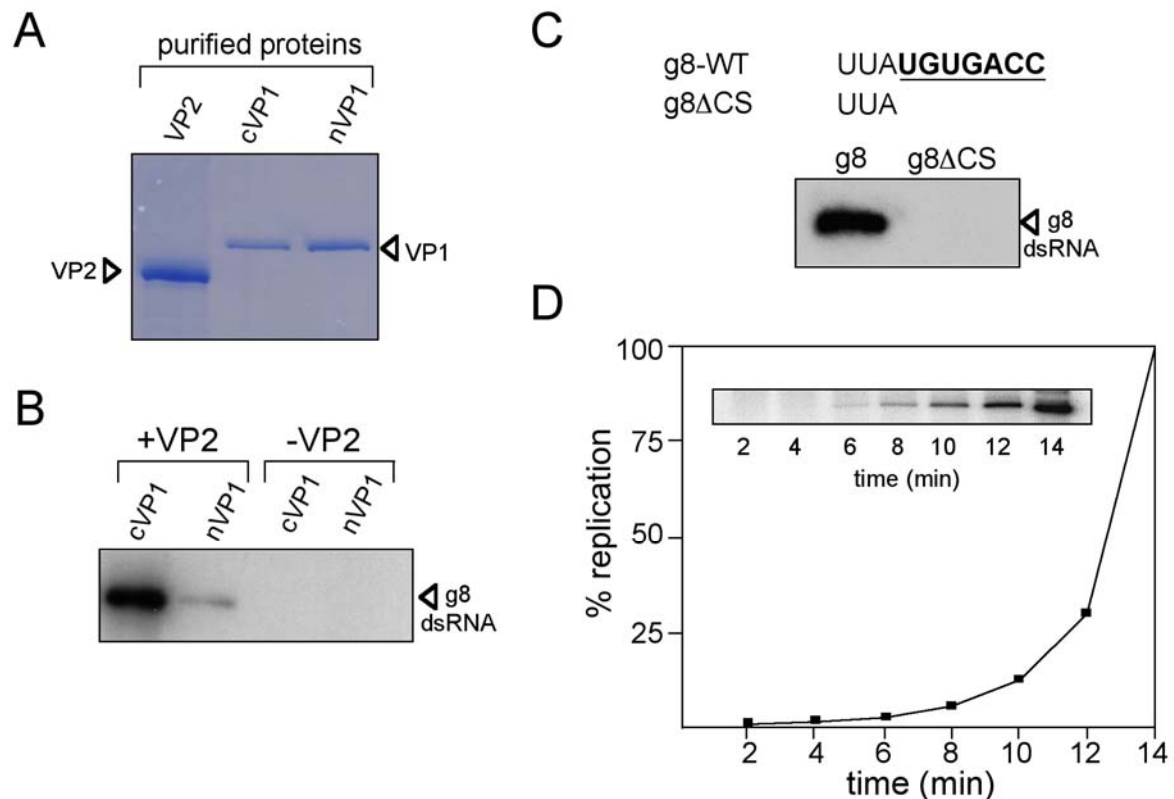 A
purified proteins
VP2
cVP1
nVP1
VP2
VP1
B
+VP2
-VP2
cVP1
nVP1
cVP1
nVP1
g8
dsRNA
C
g8-WT UUAUGUGACC
g8ΔCS UUA
g8 g8ΔCS
g8
dsRNA
D
100
75
50
25
% replication
2 4 6 8 10 12 14
time (min)
2 4 6 8 10 12 14
time (min)